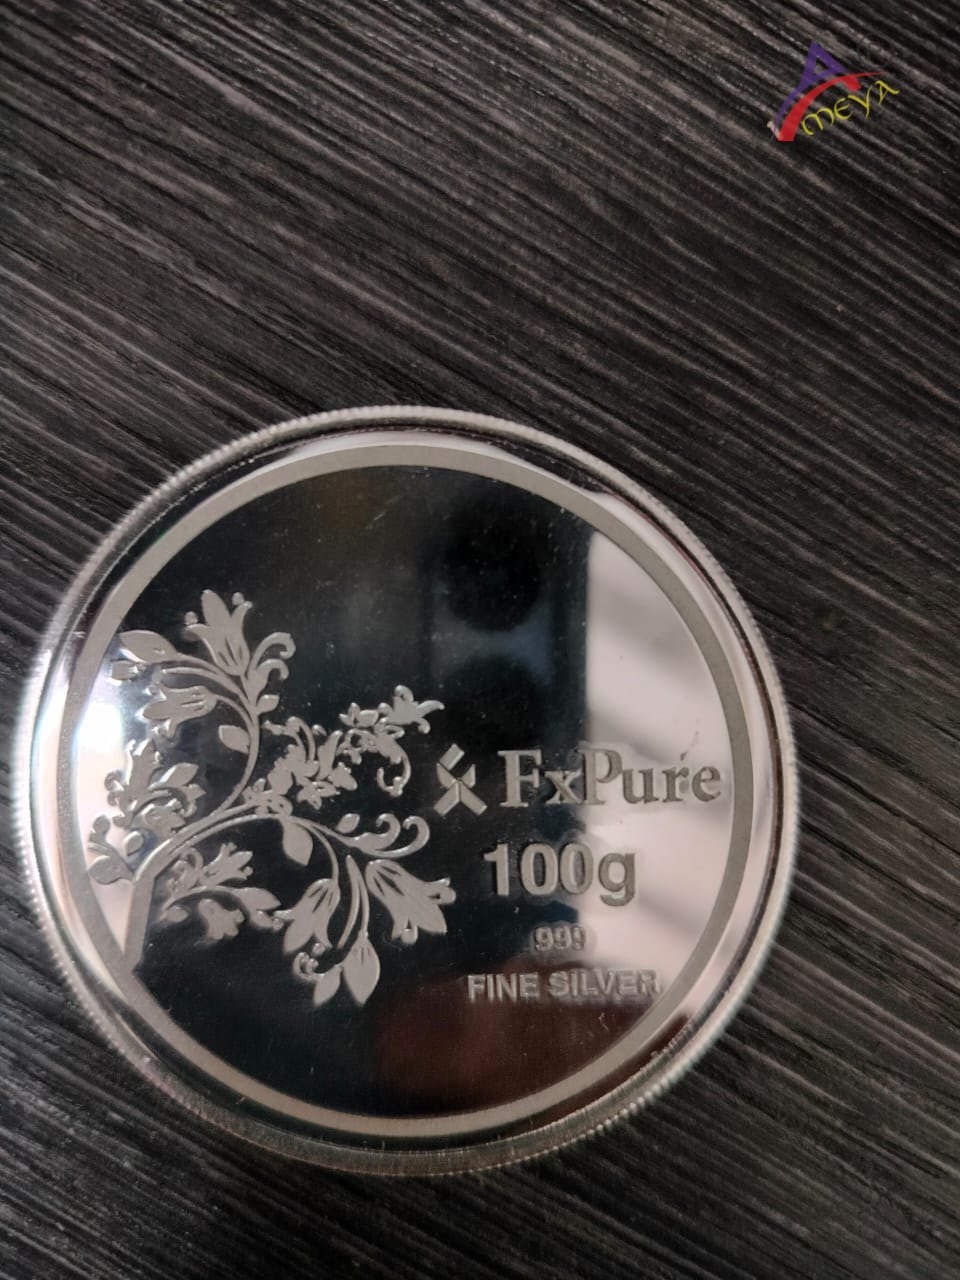 AMEYA
FxPure
100g
999
FINE SILVER